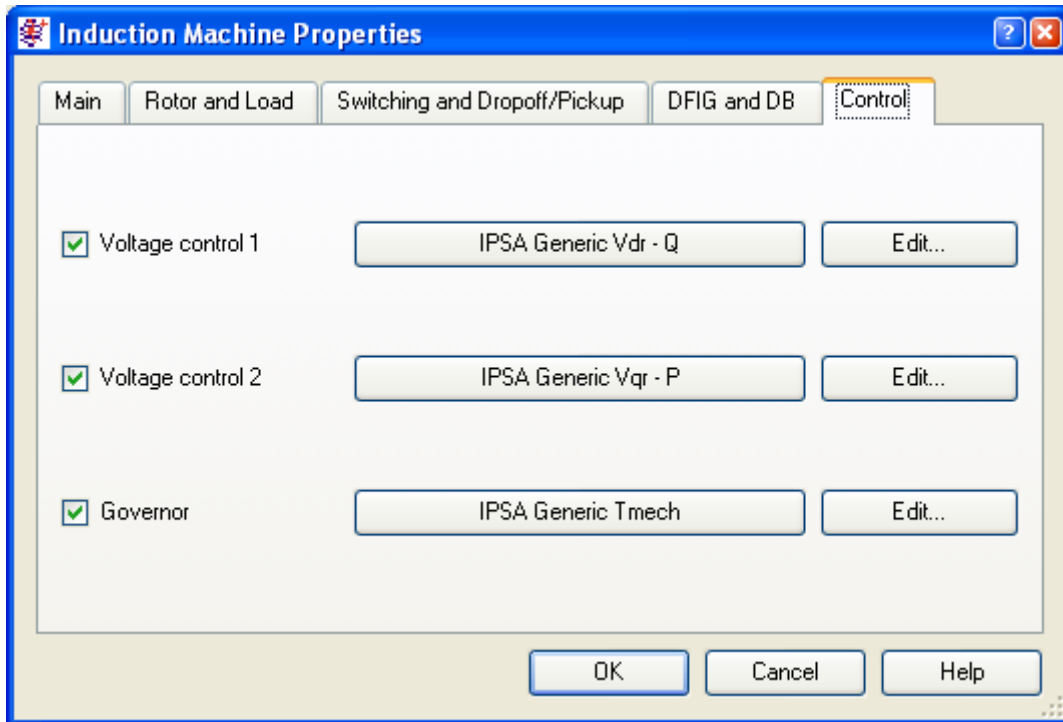 Induction Machine Properties
Main Rotor and Load Switching and Dropoff/Pickup DFIG and DB Control
Voltage control 1 IPSA Generic Vdr - Q Edit...
Voltage control 2 IPSA Generic Vqr - P Edit...
Governor IPSA Generic Tmech Edit...
OK Cancel Help